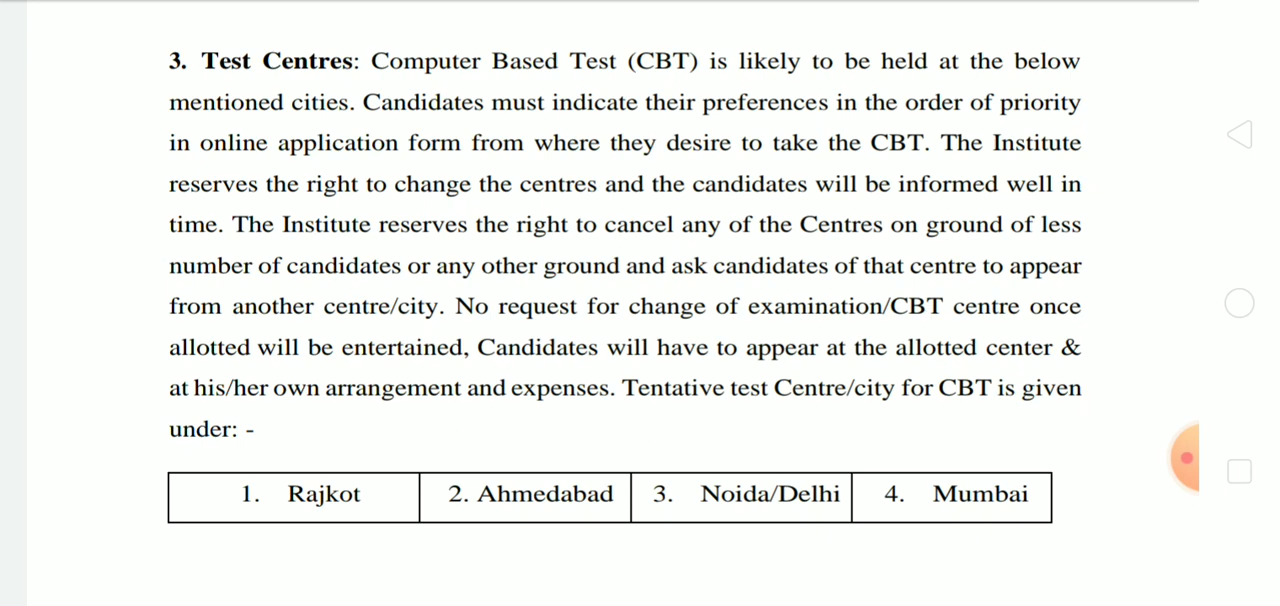 3. Test Centres: Computer Based Test (CBT) is likely to be held at the below
mentioned cities. Candidates must indicate their preferences in the order of priority
in online application form from where they desire to take the CBT. The Institute
reserves the right to change the centres and the candidates will be informed well in
time. The Institute reserves the right to cancel any of the Centres on ground of less
number of candidates or any other ground and ask candidates of that centre to appear
from another centre/city. No request for change of examination/CBT centre once
allotted will be entertained, Candidates will have to appear at the allotted center &
at his/her own arrangement and expenses. Tentative test Centre/city for CBT is given
under: -
1. Rajkot 2. Ahmedabad 3. Noida/Delhi 4. Mumbai